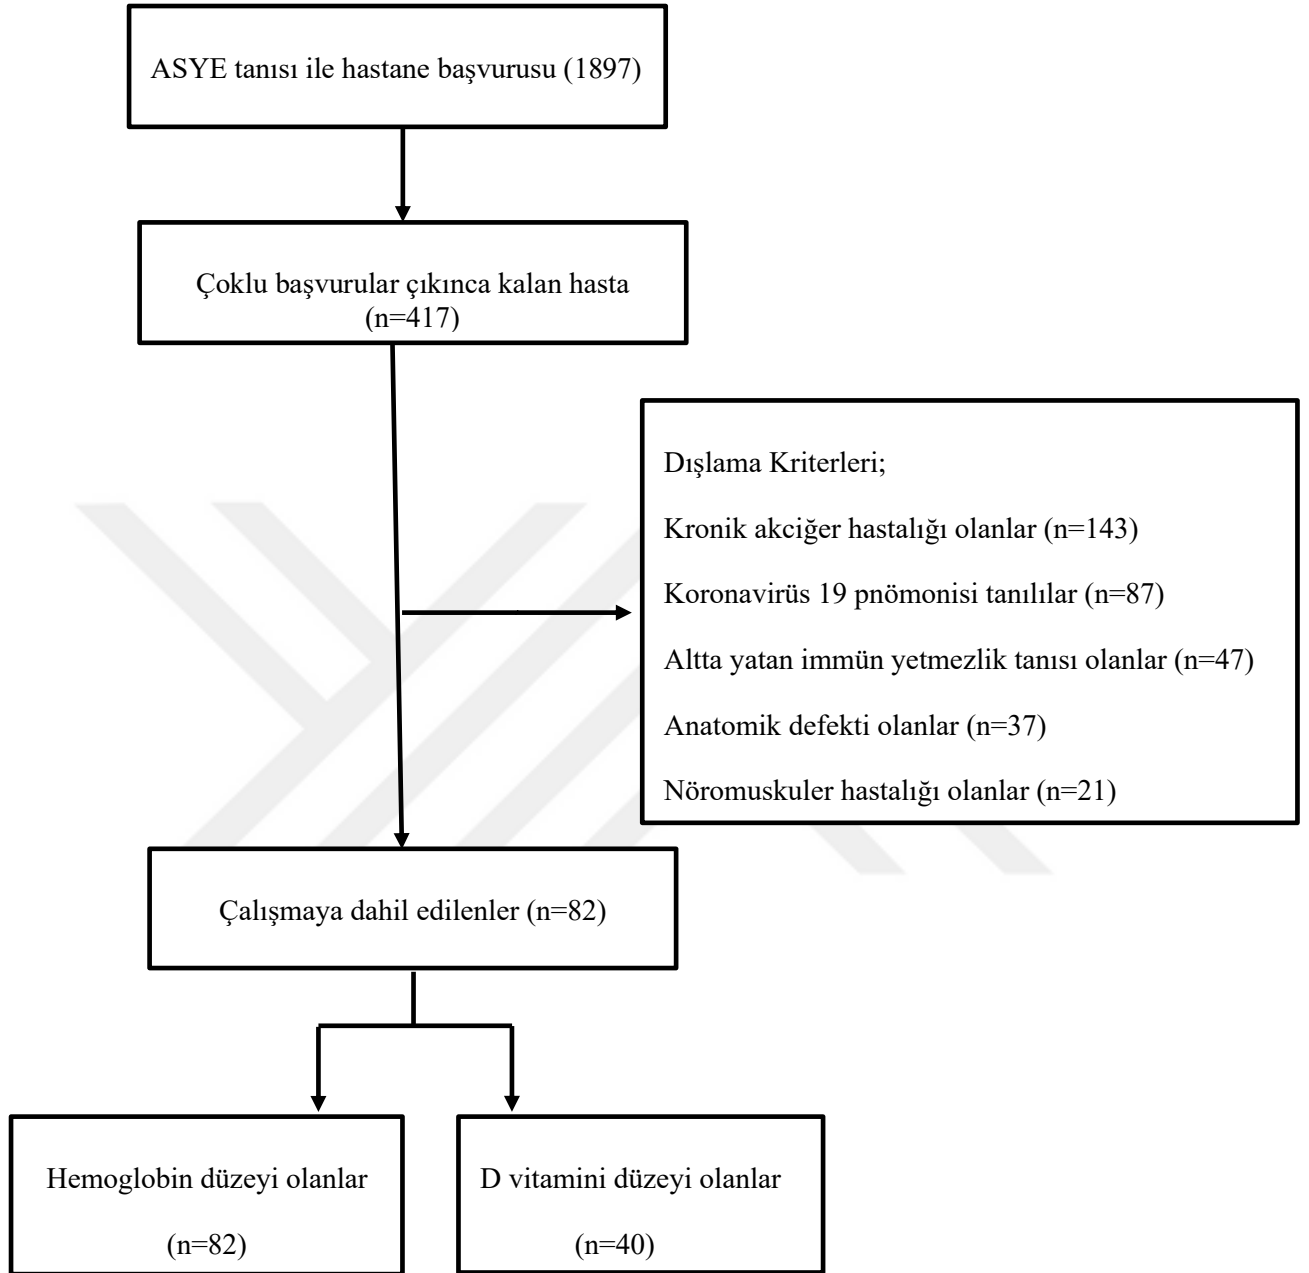 ASYE tanısı ile hastane başvurusu (1897)
Çoklu başvurular çıkınca kalan hasta
(n=417)
Dışlama Kriterleri;
Kronik akciğer hastalığı olanlar (n=143)
Koronavirüs 19 pnömonisi tanılılar (n=87)
Altta yatan immün yetmezlik tanısı olanlar (n=47)
Anatomik defekti olanlar (n=37)
Nöromuskuler hastalığı olanlar (n=21)
Çalışmaya dahil edilenler (n=82)
Hemoglobin düzeyi olanlar
(n=82)
D vitamini düzeyi olanlar
(n=40)